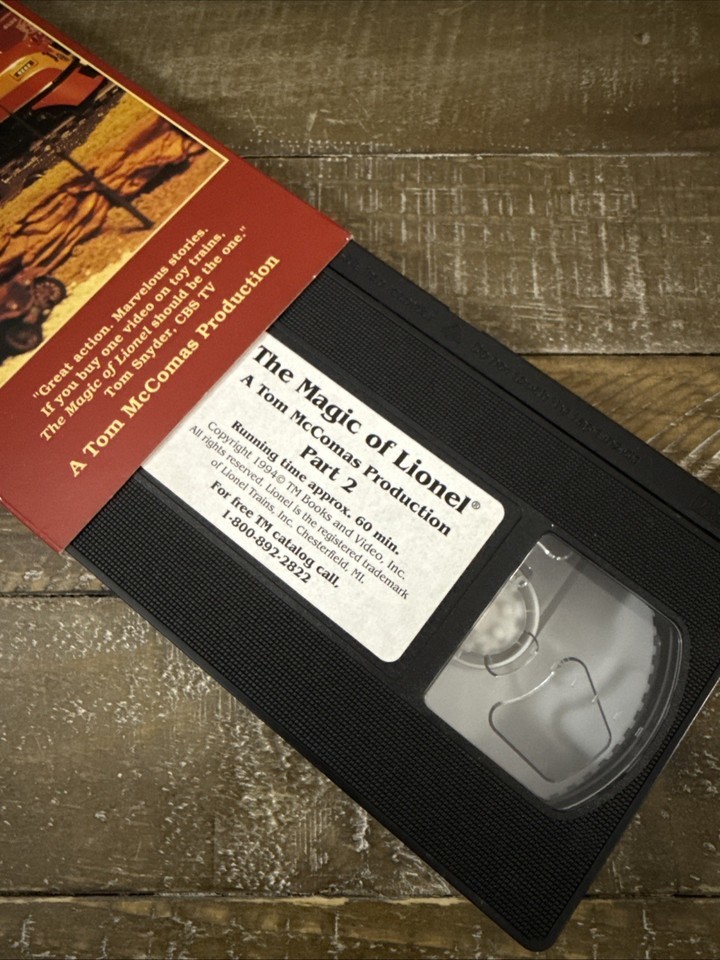 "Great action. Marvelous stories.
If you buy one video on toy trains,
The Magic of Lionel should be the one."
Tom Snyder, CBS TV
A Tom McComas Production
The Magic of Lionel®
A Tom McComas Production
Part 2
Running time approx. 60 min.
Copyright 1994© TM Books and Video, Inc.
All rights reserved. Lionel is the registered trademark
of Lionel Trains, Inc. Chesterfield, MI.
For free TM catalog call,
1-800-892-2822